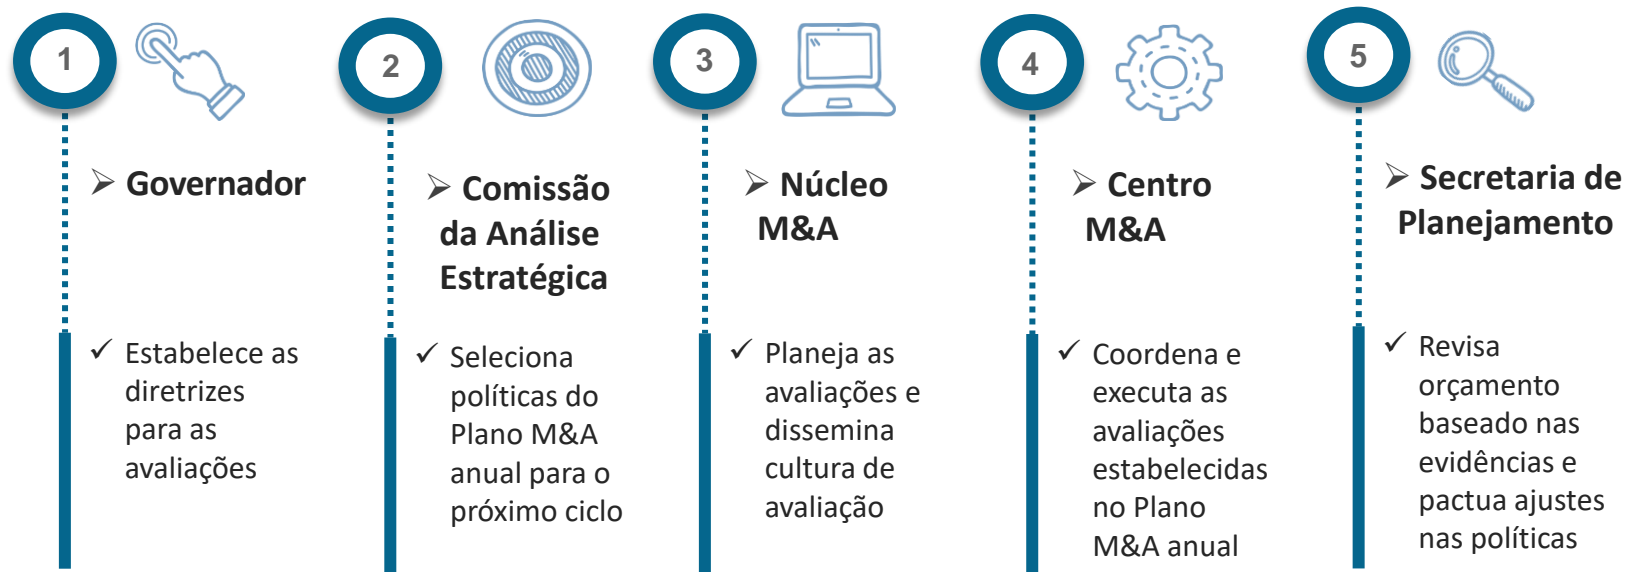 1
➢ Governador
✓ Estabelece as
diretrizes
para as
avaliações
2
➢ Comissão
da Análise
Estratégica
✓ Seleciona
políticas do
Plano M&A
anual para o
próximo ciclo
3
➢ Núcleo
M&A
✓ Planeja as
avaliações e
dissemina
cultura de
avaliação
4
➢ Centro
M&A
✓ Coordena e
executa as
avaliações
estabelecidas
no Plano
M&A anual
5
➢ Secretaria de
Planejamento
✓ Revisa
orçamento
baseado nas
evidências e
pactua ajustes
nas políticas